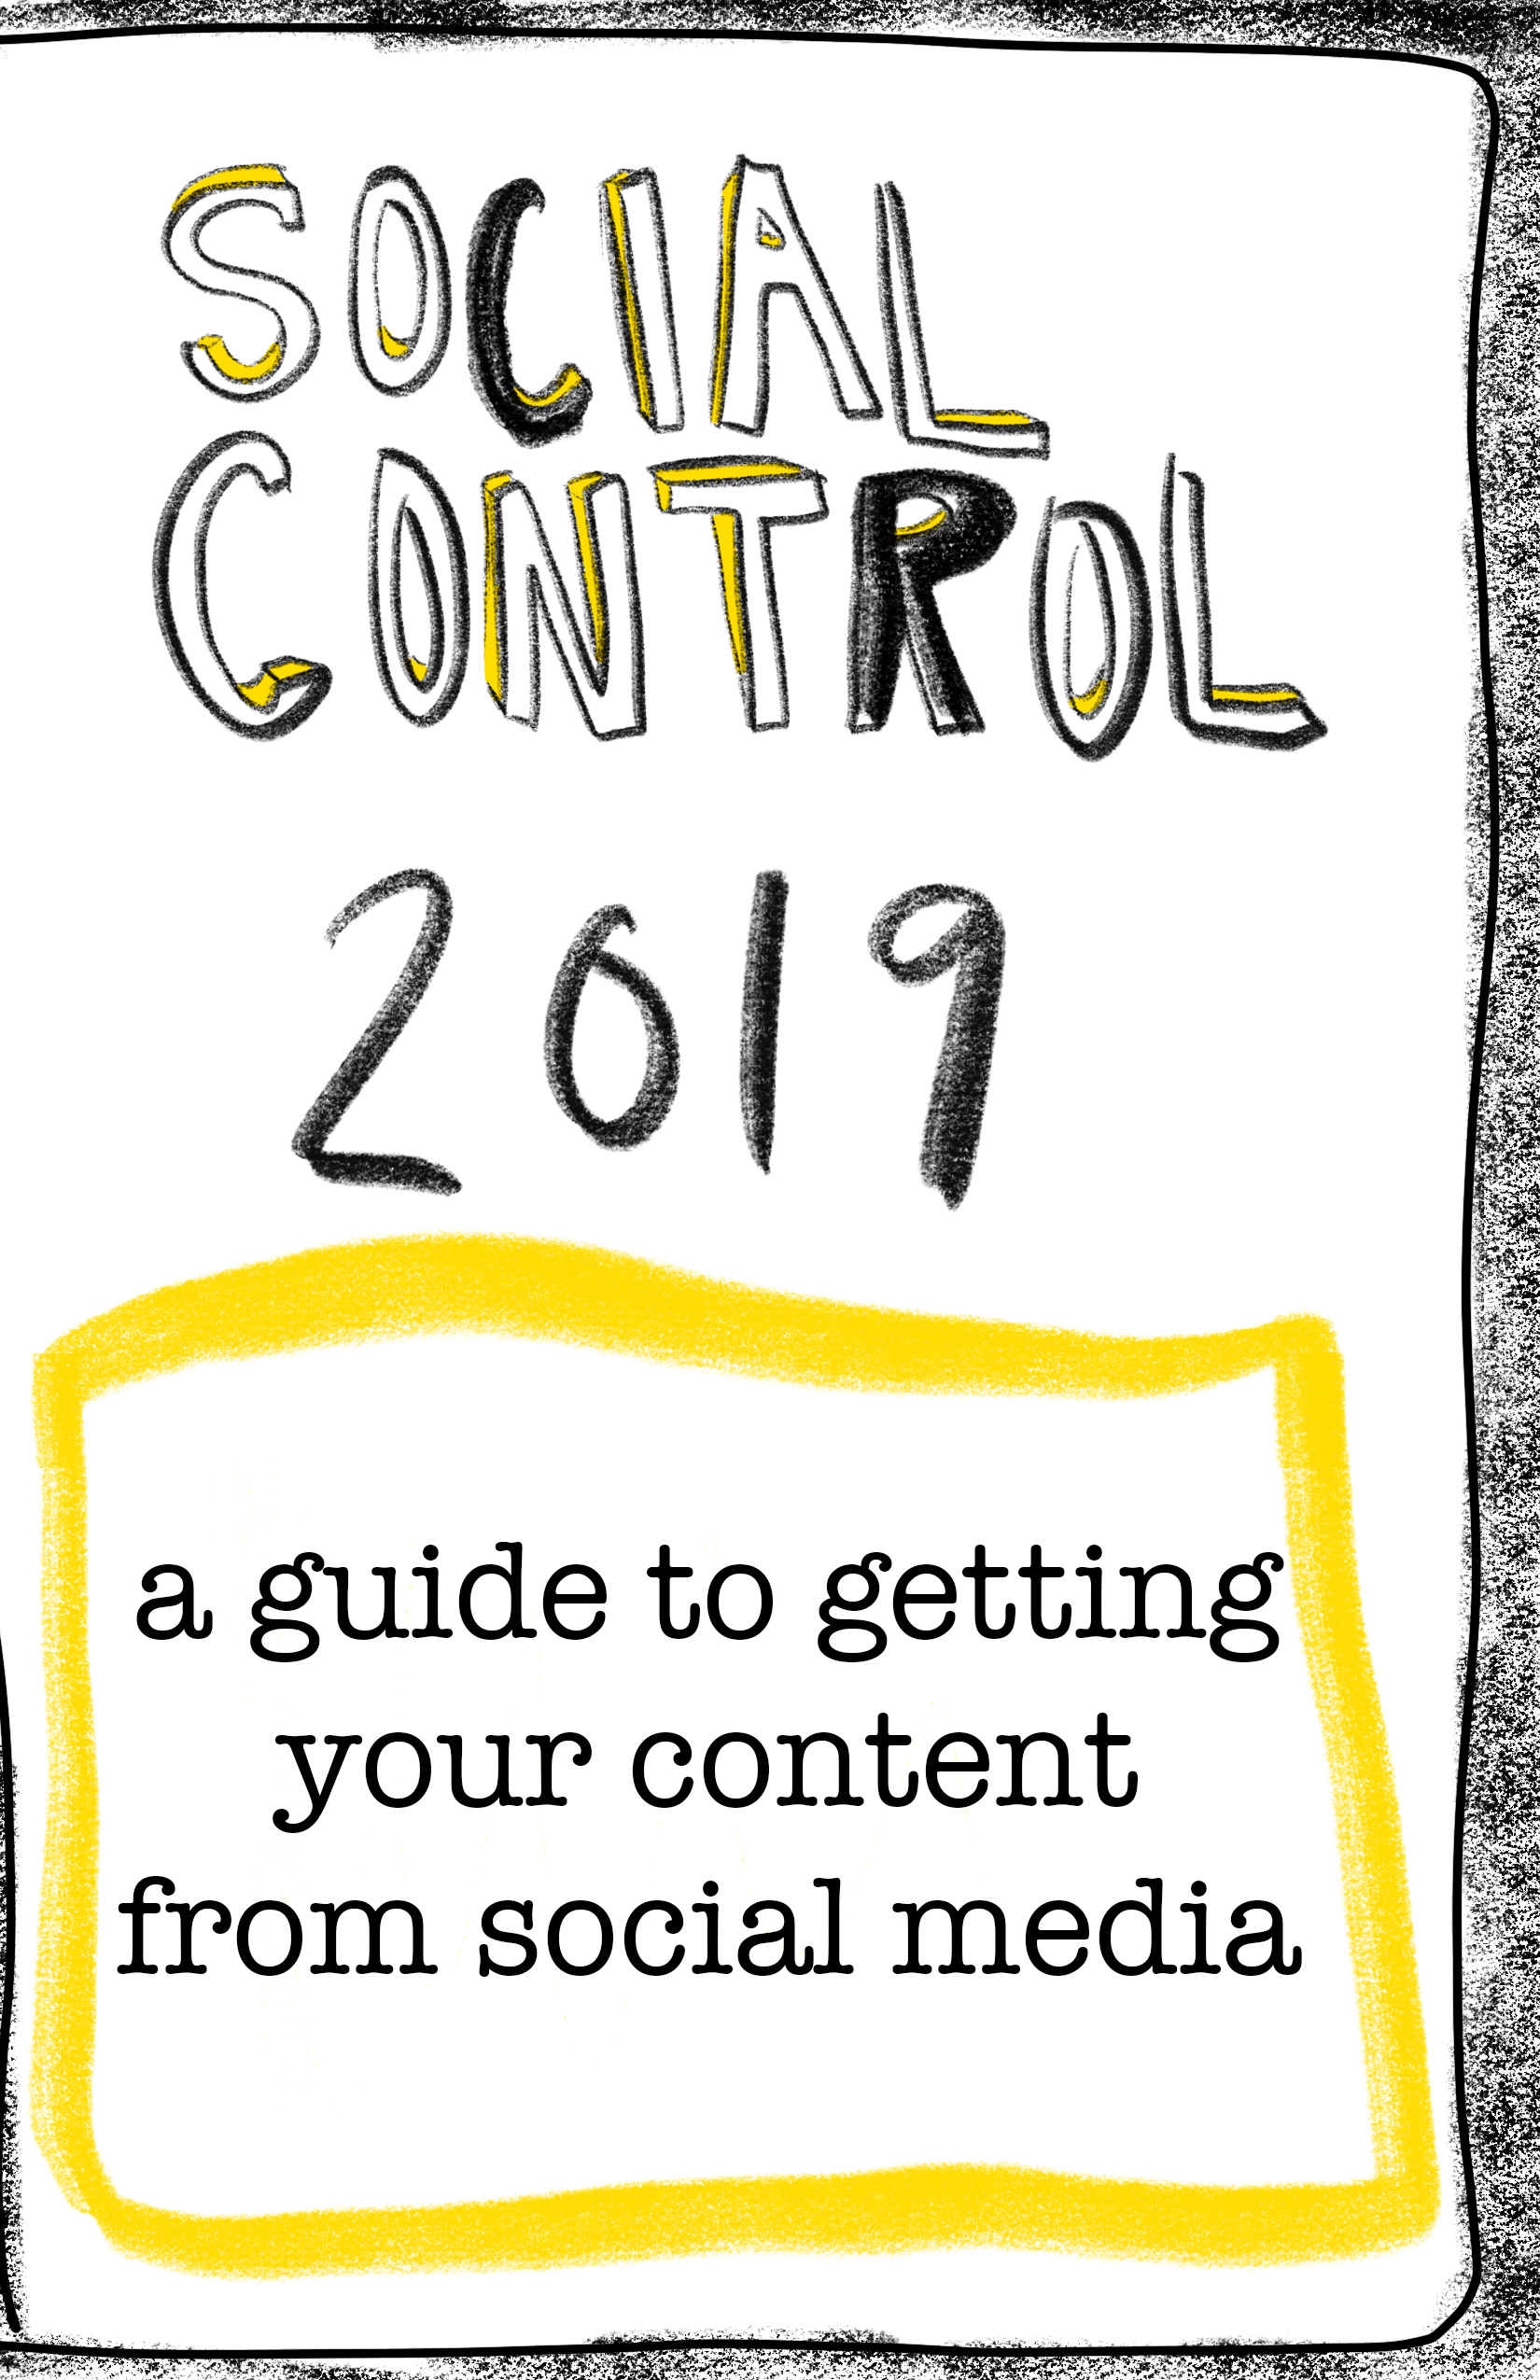 SOCIAL
CONTROL
2019
a guide to getting
your content
from social media